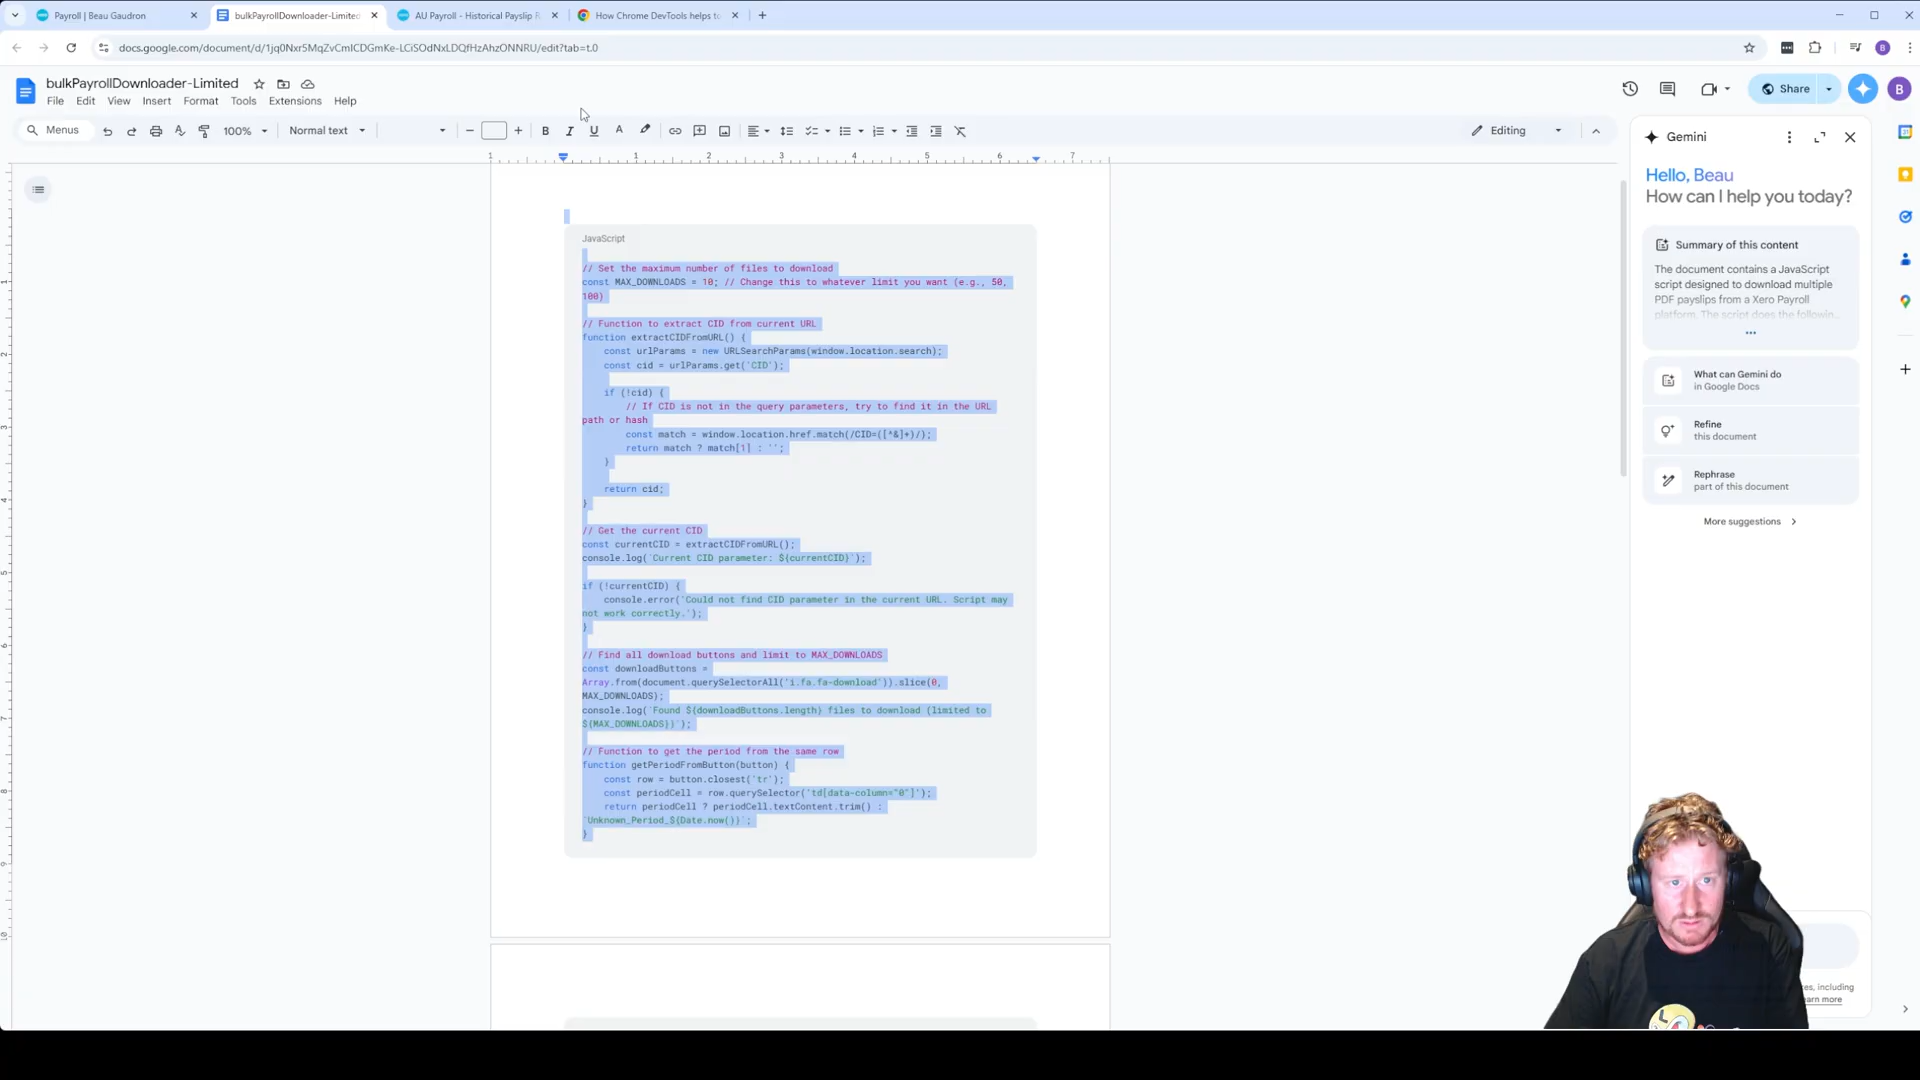 Payroll | Beau Gaudron
bulkPayrollDownloader-Limited
AU Payroll - Historical Payslip R
How Chrome DevTools helps to
docs.google.com/document/d/1jq0Nxr5MqZvCmICDGmKe-LCiSOdNxLDQfHzAhzONNRU/edit?tab=t.0
B
bulkPayrollDownloader-Limited
Share
B
File Edit View Insert Format Tools Extensions Help
Menus
100%
Normal text
B I U A
Editing
1 1 2 3 4 5 6 7
Gemini
Hello, Beau
How can I help you today?
Summary of this content
The document contains a JavaScript
script designed to download multiple
PDF payslips from a Xero Payroll
platform. The script does the followin...
What can Gemini do
in Google Docs
Refine
this document
Rephrase
part of this document
More suggestions
JavaScript
// Set the maximum number of files to download
const MAX_DOWNLOADS = 10; // Change this to whatever limit you want (e.g., 50,
100)
// Function to extract CID from current URL
function extractCIDFromURL() {
const urlParams = new URLSearchParams(window.location.search);
const cid = urlParams.get('CID');
if (!cid) {
// If CID is not in the query parameters, try to find it in the URL
path or hash
const match = window.location.href.match(/CID=([^&]+)/);
return match ? match[1] : '';
}
return cid;
}
// Get the current CID
const currentCID = extractCIDFromURL();
console.log(`Current CID parameter: ${currentCID}`);
if (!currentCID) {
console.error('Could not find CID parameter in the current URL. Script may
not work correctly.');
}
// Find all download buttons and limit to MAX_DOWNLOADS
const downloadButtons =
Array.from(document.querySelectorAll('i.fa.fa-download')).slice(0,
MAX_DOWNLOADS);
console.log(`Found ${downloadButtons.length} files to download (limited to
${MAX_DOWNLOADS})`);
// Function to get the period from the same row
function getPeriodFromButton(button) {
const row = button.closest('tr');
const periodCell = row.querySelector('td[data-column="0"]');
return periodCell ? periodCell.textContent.trim() :
`Unknown_Period_${Date.now()}`;
}
es, including
earn more